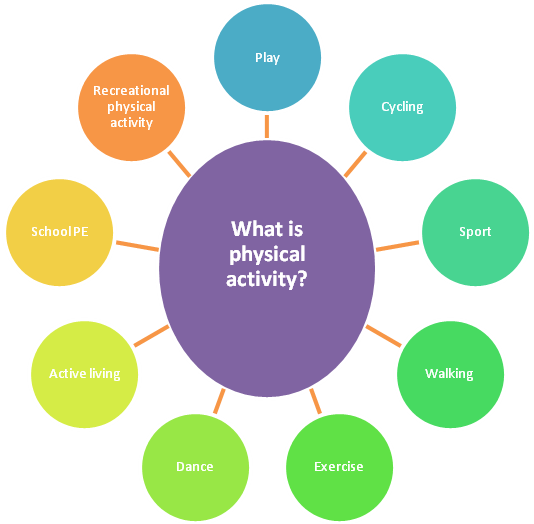 Play
Cycling
Sport
Walking
Exercise
Dance
Active living
School PE
Recreational
physical
activity
What is
physical
activity?